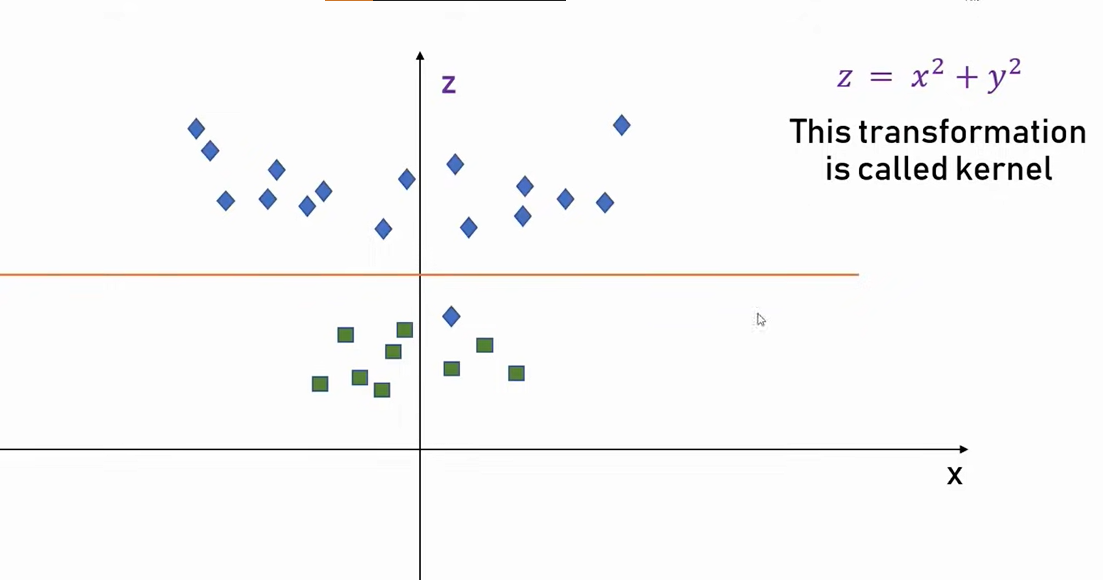 z
z = x² + y²
This transformation
is called kernel
x